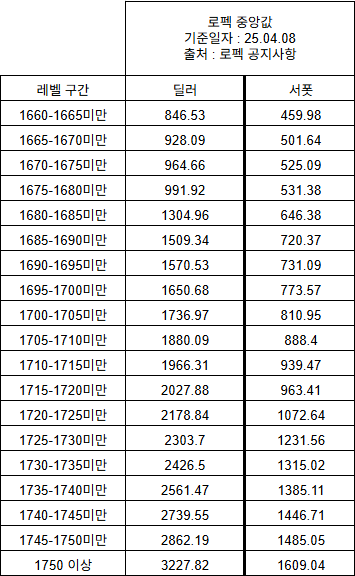 로펙 중앙값
기준일자 : 25.04.08
출처 : 로펙 공지사항
레벨 구간 딜러 서폿
1660-1665미만 846.53 459.98
1665-1670미만 928.09 501.64
1670-1675미만 964.66 525.09
1675-1680미만 991.92 531.38
1680-1685미만 1304.96 646.38
1685-1690미만 1509.34 720.37
1690-1695미만 1570.53 731.09
1695-1700미만 1650.68 773.57
1700-1705미만 1736.97 810.95
1705-1710미만 1880.09 888.4
1710-1715미만 1966.31 939.47
1715-1720미만 2027.88 963.41
1720-1725미만 2178.84 1072.64
1725-1730미만 2303.7 1231.56
1730-1735미만 2426.5 1315.02
1735-1740미만 2561.47 1385.11
1740-1745미만 2739.55 1446.71
1745-1750미만 2862.19 1485.05
1750 이상 3227.82 1609.04